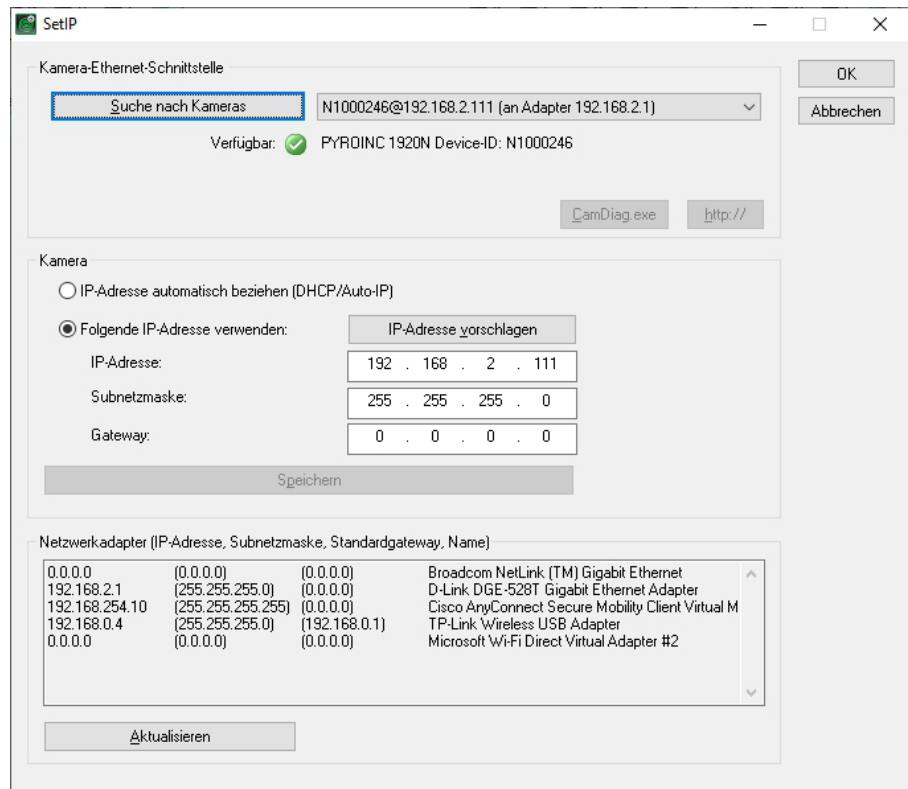 SetIP
Kamera-Ethernet-Schnittstelle
OK
Suche nach Kameras
N1000246@192.168.2.111 (an Adapter 192.168.2.1)
Abbrechen
Verfügbar:
PYROINC 1920N Device-ID: N1000246
CamDiag.exe
http://
Kamera
IP-Adresse automatisch beziehen (DHCP/Auto-IP)
Folgende IP-Adresse verwenden:
IP-Adresse vorschlagen
IP-Adresse:
192 . 168 . 2 . 111
Subnetzmaske:
255 . 255 . 255 . 0
Gateway:
0 . 0 . 0 . 0
Speichern
Netzwerkadapter (IP-Adresse, Subnetzmaske, Standardgateway, Name)
0.0.0.0 (0.0.0.0) (0.0.0.0) Broadcom NetLink (TM) Gigabit Ethernet
192.168.2.1 (255.255.255.0) (0.0.0.0) D-Link DGE-528T Gigabit Ethernet Adapter
192.168.254.10 (255.255.255.255) (0.0.0.0) Cisco AnyConnect Secure Mobility Client Virtual M
192.168.0.4 (255.255.255.0) (192.168.0.1) TP-Link Wireless USB Adapter
0.0.0.0 (0.0.0.0) (0.0.0.0) Microsoft Wi-Fi Direct Virtual Adapter #2
Aktualisieren